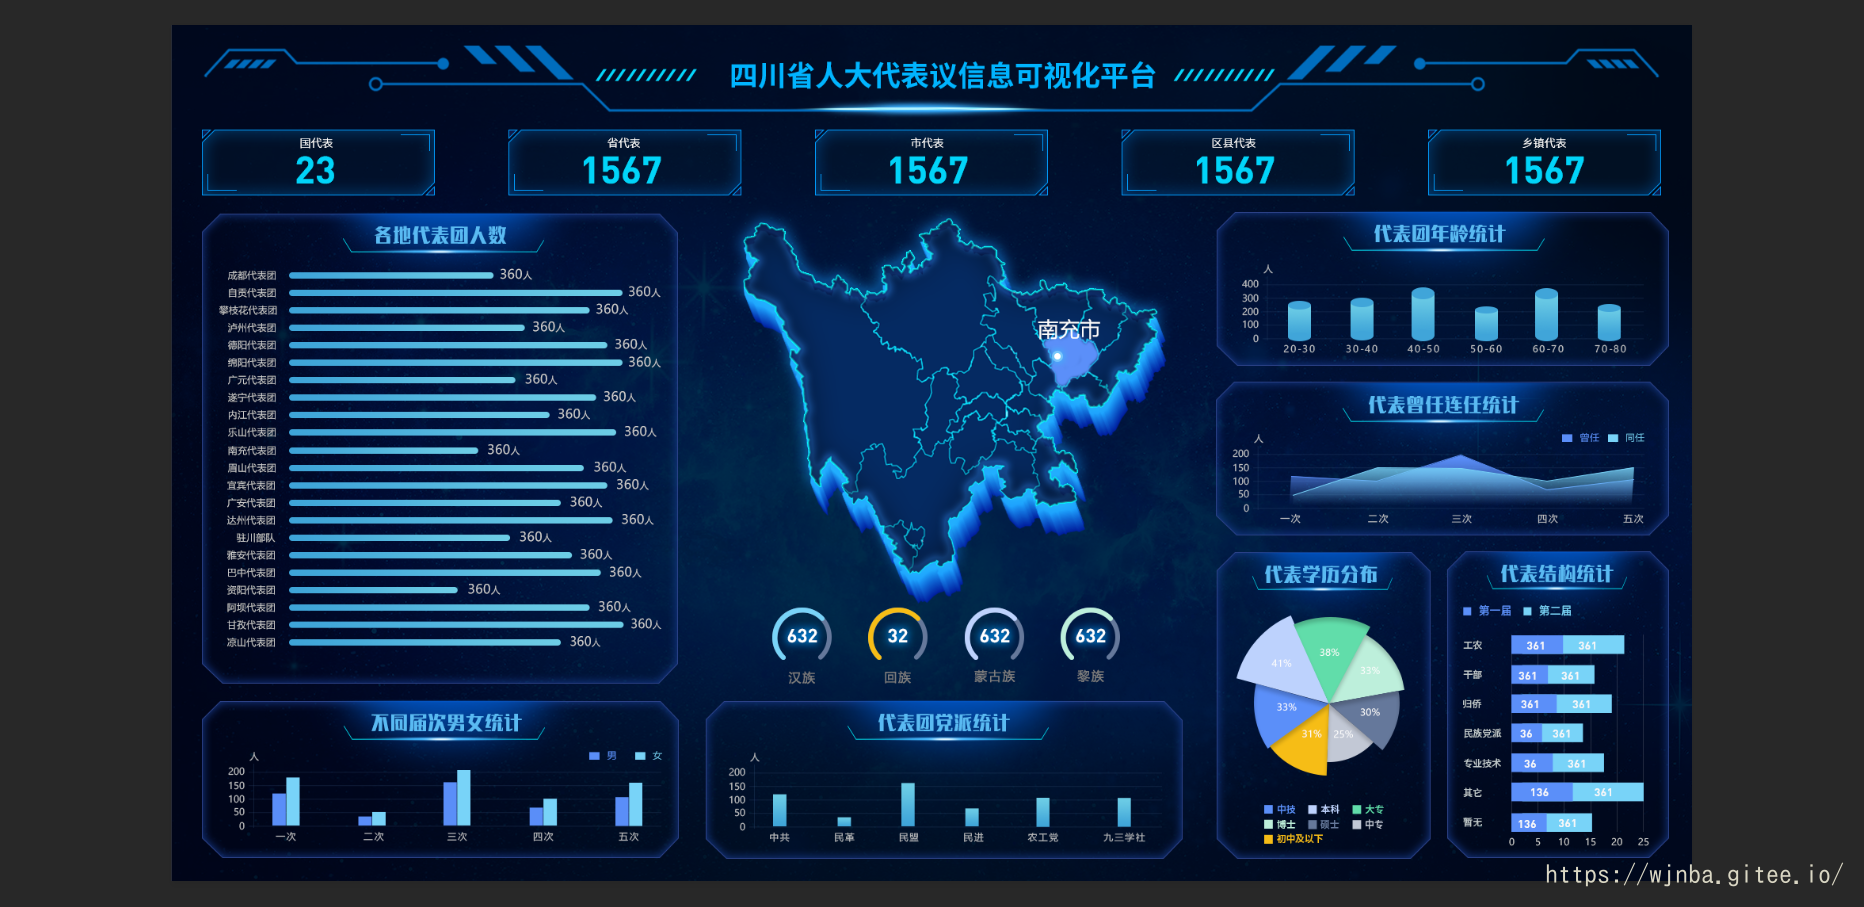 四川省人大代表议信息可视化平台
国代表
23
省代表
1567
市代表
1567
区县代表
1567
乡镇代表
1567
各地代表团人数
成都代表团 360人
自贡代表团 360人
攀枝花代表团 360人
泸州代表团 360人
德阳代表团 360人
绵阳代表团 360人
广元代表团 360人
遂宁代表团 360人
内江代表团 360人
乐山代表团 360人
南充代表团 360人
眉山代表团 360人
宜宾代表团 360人
广安代表团 360人
达州代表团 360人
驻川部队 360人
雅安代表团 360人
巴中代表团 360人
资阳代表团 360人
阿坝代表团 360人
甘孜代表团 360人
凉山代表团 360人
南充市
632
汉族
32
回族
632
蒙古族
632
黎族
代表团年龄统计
人
400
300
200
100
0
20-30 30-40 40-50 50-60 60-70 70-80
代表曾任连任统计
人
曾任 同任
200
150
100
50
0
一次 二次 三次 四次 五次
不同届次男女统计
人
男 女
200
150
100
50
0
一次 二次 三次 四次 五次
代表团党派统计
人
200
150
100
50
0
中共 民革 民盟 民进 农工党 九三学社
代表学历分布
38%
41%
33%
33%
30%
31%
25%
中技 本科 大专
博士 硕士 中专
初中及以下
代表结构统计
第一届 第二届
工农 361 361
干部 361 361
归侨 361 361
民族党派 36 361
专业技术 36 361
其它 136 361
暂无 136 361
0 5 10 15 20 25
https://wjnba.gitee.io/